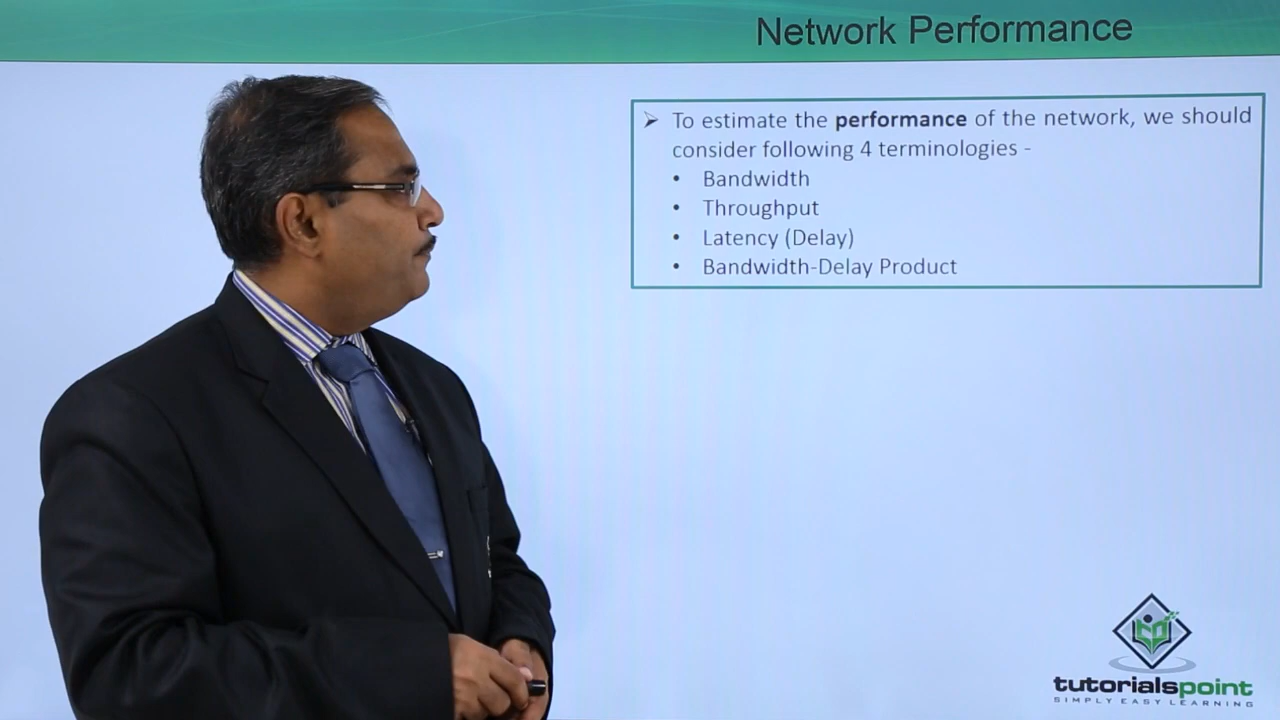 Network Performance
➢ To estimate the performance of the network, we should
consider following 4 terminologies -
• Bandwidth
• Throughput
• Latency (Delay)
• Bandwidth-Delay Product
tutorialspoint
SIMPLY EASY LEARNING